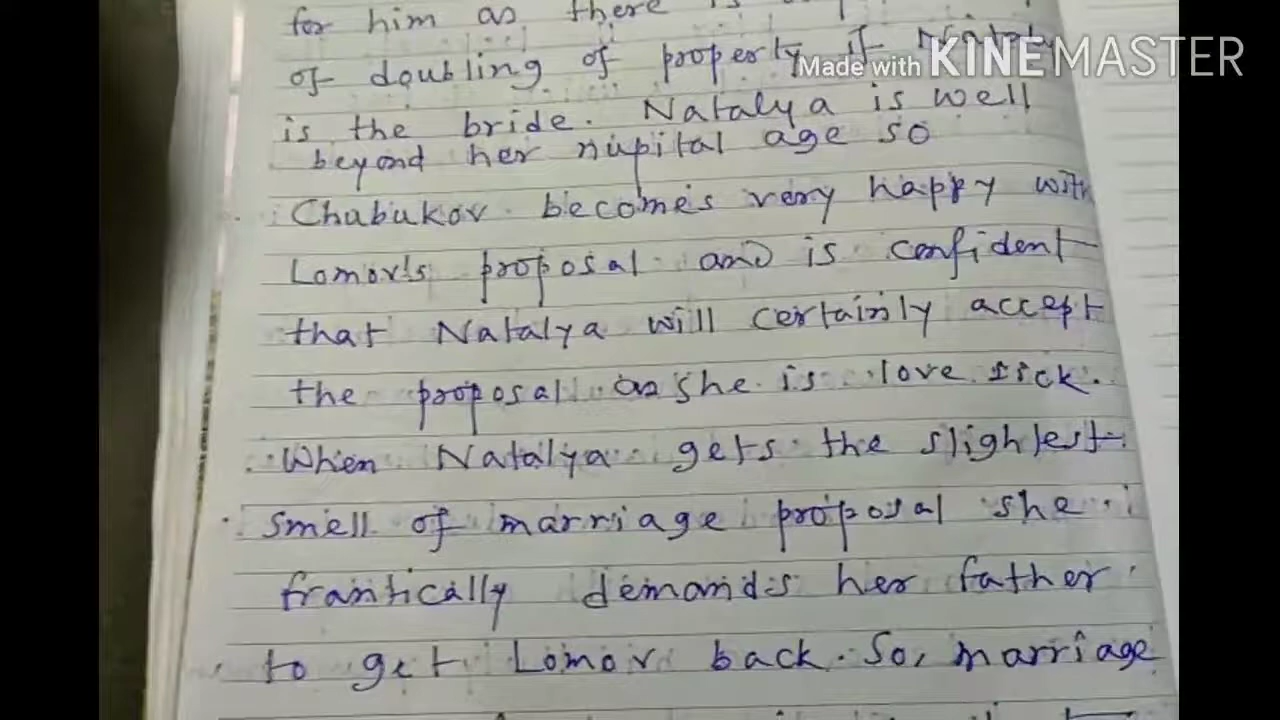 for him as there is
of doubling of property if
Made with KINEMASTER
is the bride. Natalya is well
beyond her nupital age so
Chubukov becomes very happy with
Lomov's proposal and is confident
that Natalya will certainly accept
the proposal as she is love sick.
When Natalya gets the slightest
smell of marriage proposal she
frantically demands her father
to get Lomov back. So, marriage